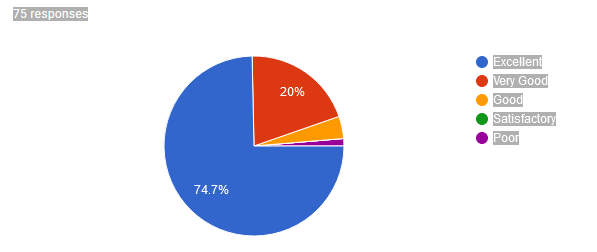 75 responses
Excellent
Very Good
20%
Good
Satisfactory
Poor
74.7%